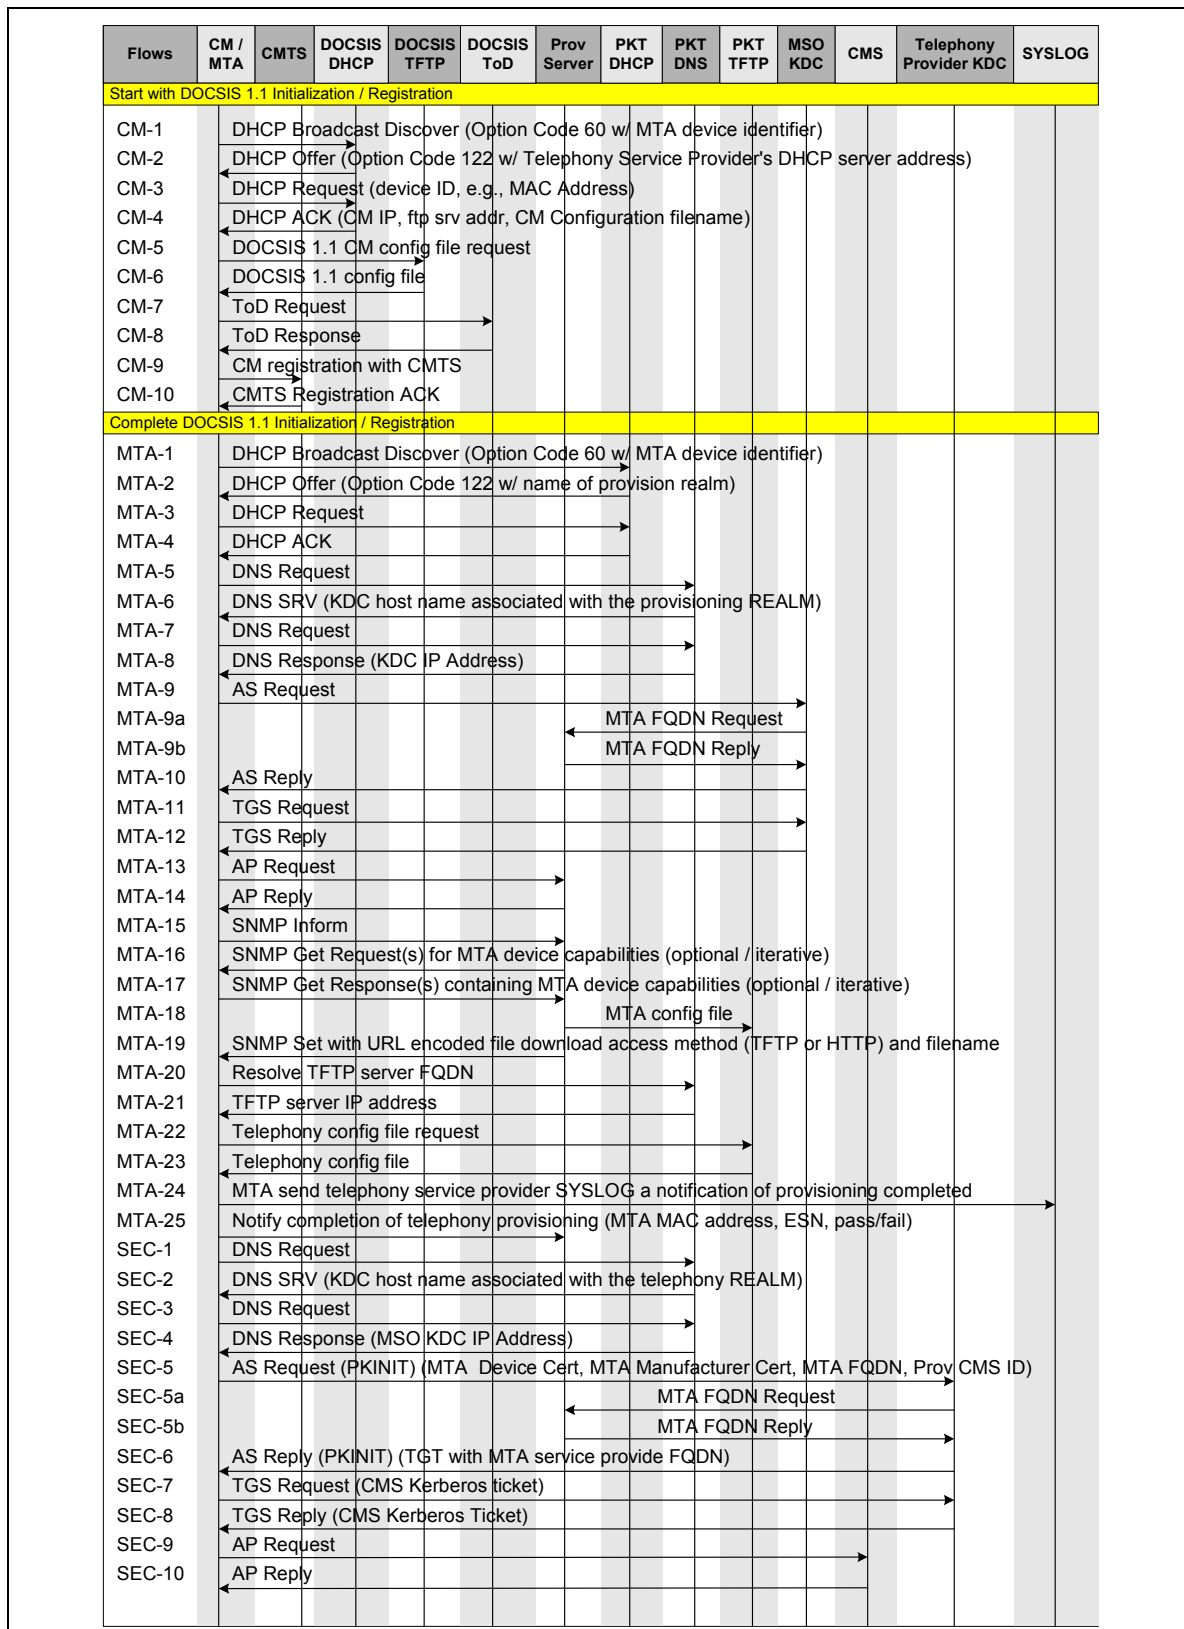 Flows CM / MTA CMTS DOCSIS DHCP DOCSIS TFTP DOCSIS ToD Prov Server PKT DHCP PKT DNS PKT TFTP MSO KDC CMS Telephony Provider KDC SYSLOG
Start with DOCSIS 1.1 Initialization / Registration
CM-1 DHCP Broadcast Discover (Option Code 60 w/ MTA device identifier)
CM-2 DHCP Offer (Option Code 122 w/ Telephony Service Provider's DHCP server address)
CM-3 DHCP Request (device ID, e.g., MAC Address)
CM-4 DHCP ACK (CM IP, ftp srv addr, CM Configuration filename)
CM-5 DOCSIS 1.1 CM config file request
CM-6 DOCSIS 1.1 config file
CM-7 ToD Request
CM-8 ToD Response
CM-9 CM registration with CMTS
CM-10 CMTS Registration ACK
Complete DOCSIS 1.1 Initialization / Registration
MTA-1 DHCP Broadcast Discover (Option Code 60 w/ MTA device identifier)
MTA-2 DHCP Offer (Option Code 122 w/ name of provision realm)
MTA-3 DHCP Request
MTA-4 DHCP ACK
MTA-5 DNS Request
MTA-6 DNS SRV (KDC host name associated with the provisioning REALM)
MTA-7 DNS Request
MTA-8 DNS Response (KDC IP Address)
MTA-9 AS Request
MTA-9a MTA FQDN Request
MTA-9b MTA FQDN Reply
MTA-10 AS Reply
MTA-11 TGS Request
MTA-12 TGS Reply
MTA-13 AP Request
MTA-14 AP Reply
MTA-15 SNMP Inform
MTA-16 SNMP Get Request(s) for MTA device capabilities (optional / iterative)
MTA-17 SNMP Get Response(s) containing MTA device capabilities (optional / iterative)
MTA-18 MTA config file
MTA-19 SNMP Set with URL encoded file download access method (TFTP or HTTP) and filename
MTA-20 Resolve TFTP server FQDN
MTA-21 TFTP server IP address
MTA-22 Telephony config file request
MTA-23 Telephony config file
MTA-24 MTA send telephony service provider SYSLOG a notification of provisioning completed
MTA-25 Notify completion of telephony provisioning (MTA MAC address, ESN, pass/fail)
SEC-1 DNS Request
SEC-2 DNS SRV (KDC host name associated with the telephony REALM)
SEC-3 DNS Request
SEC-4 DNS Response (MSO KDC IP Address)
SEC-5 AS Request (PKINIT) (MTA Device Cert, MTA Manufacturer Cert, MTA FQDN, Prov CMS ID)
SEC-5a MTA FQDN Request
SEC-5b MTA FQDN Reply
SEC-6 AS Reply (PKINIT) (TGT with MTA service provide FQDN)
SEC-7 TGS Request (CMS Kerberos ticket)
SEC-8 TGS Reply (CMS Kerberos Ticket)
SEC-9 AP Request
SEC-10 AP Reply